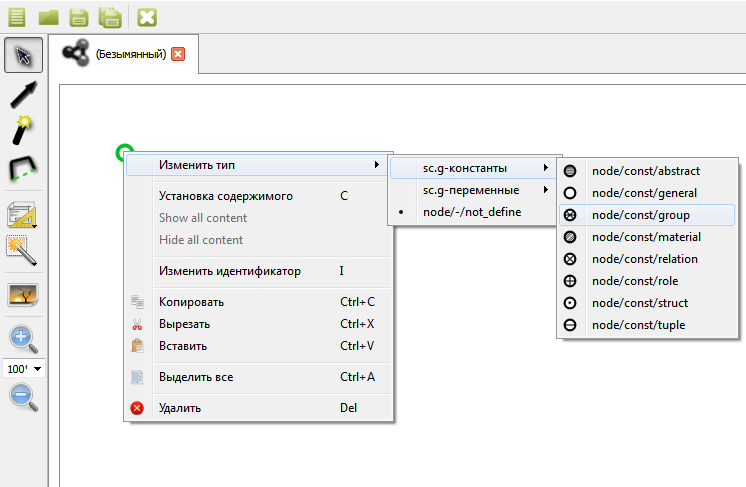 (Безымянный)
Изменить тип
Установка содержимого C
Show all content
Hide all content
Изменить идентификатор I
Копировать Ctrl+C
Вырезать Ctrl+X
Вставить Ctrl+V
Выделить все Ctrl+A
Удалить Del
sc.g-константы
sc.g-переменные
node/-/not_define
node/const/abstract
node/const/general
node/const/group
node/const/material
node/const/relation
node/const/role
node/const/struct
node/const/tuple
100%